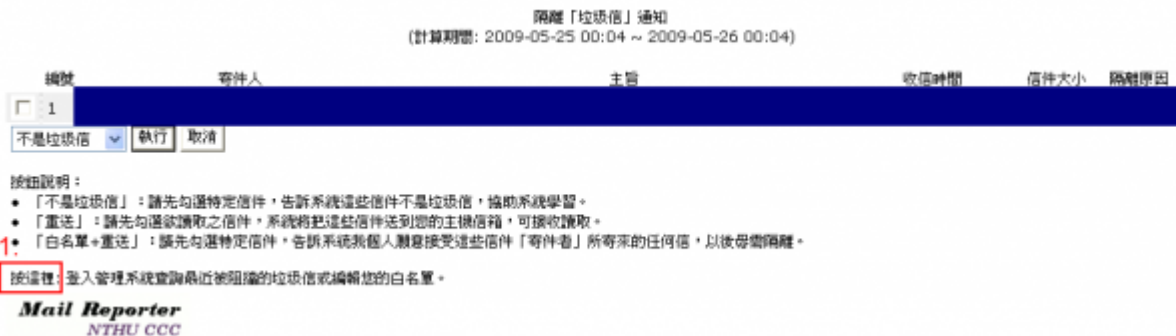 隔離「垃圾信」通知
(計算期間: 2009-05-25 00:04 ~ 2009-05-26 00:04)
編號 寄件人 主旨 收信時間 信件大小 隔離原因
1
不是垃圾信 執行 取消
按鈕說明：
• 「不是垃圾信」：請先勾選特定信件，告訴系統這些信件不是垃圾信，協助系統學習。
• 「重送」：請先勾選欲讀取之信件，系統將把這些信件送到您的主機信箱，可接收讀取。
• 「白名單+重送」：請先勾選特定信件，告訴系統我個人願意接受這些信件「寄件者」所寄來的任何信，以後毋需隔離。
1.
按這裡: 登入管理系統查詢最近被阻擋的垃圾信或編輯您的白名單。
Mail Reporter
NTHU CCC